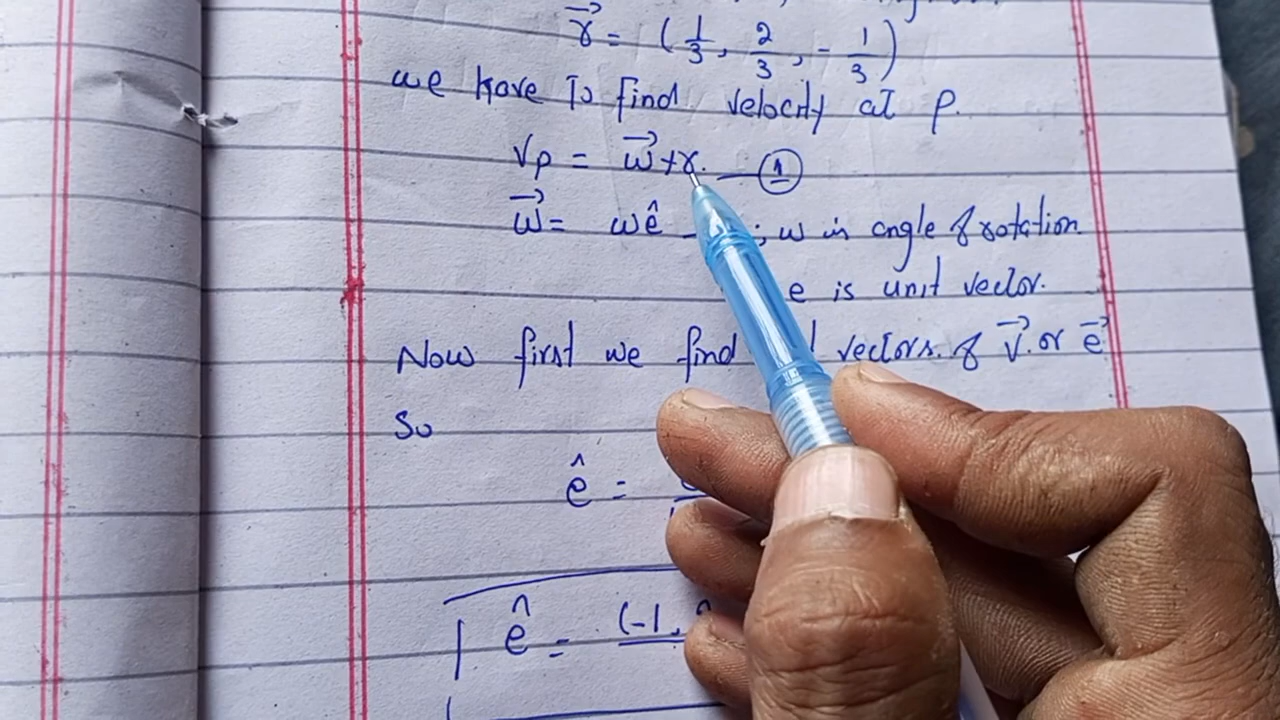 r⃗ = (1/3, 2/3, - 1/3)
we have To find velocity at P.
Vp = w⃗ + r. — ①
w⃗ = wê ; w is angle of rotation
e is unit vector.
Now first we find vectors. of v⃗. or e⃗
So
ê =
ê = (-1,